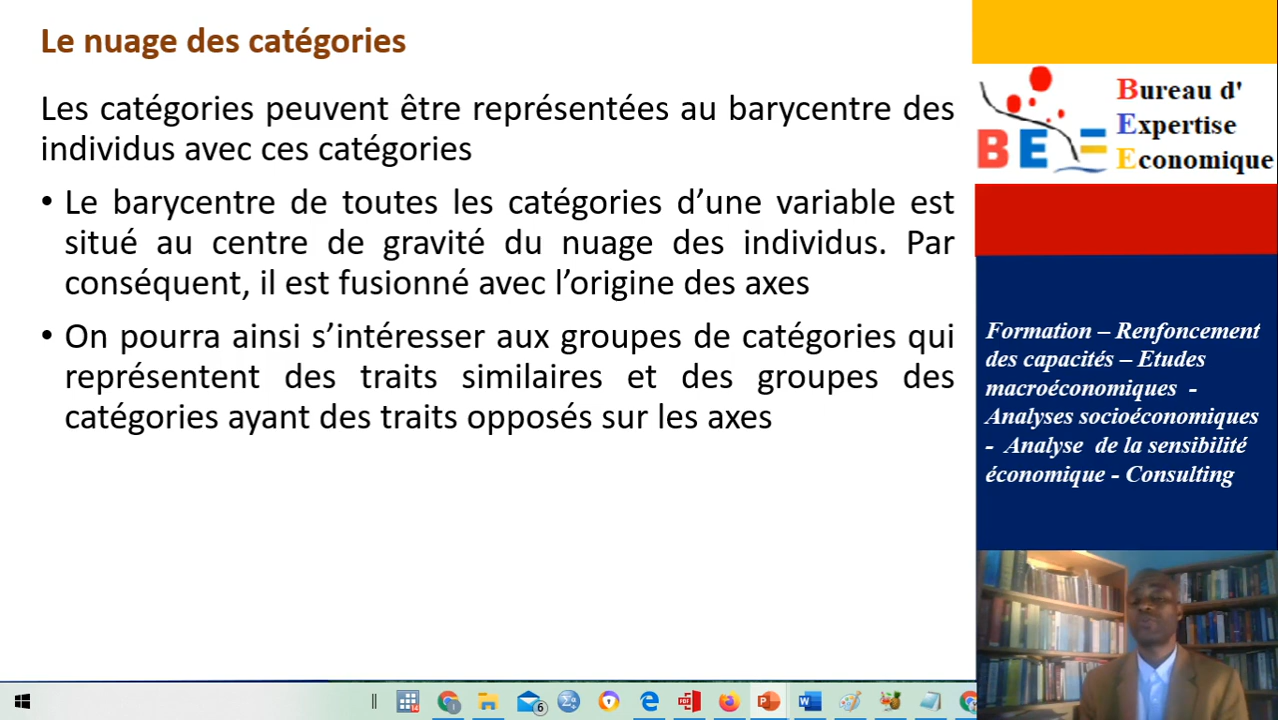 Le nuage des catégories
Les catégories peuvent être représentées au barycentre des
individus avec ces catégories
• Le barycentre de toutes les catégories d’une variable est
situé au centre de gravité du nuage des individus. Par
conséquent, il est fusionné avec l’origine des axes
• On pourra ainsi s’intéresser aux groupes de catégories qui
représentent des traits similaires et des groupes des
catégories ayant des traits opposés sur les axes
BEE
Bureau d'
Expertise
Economique
Formation – Renfoncement
des capacités – Etudes
macroéconomiques -
Analyses socioéconomiques
- Analyse de la sensibilité
économique - Consulting
6